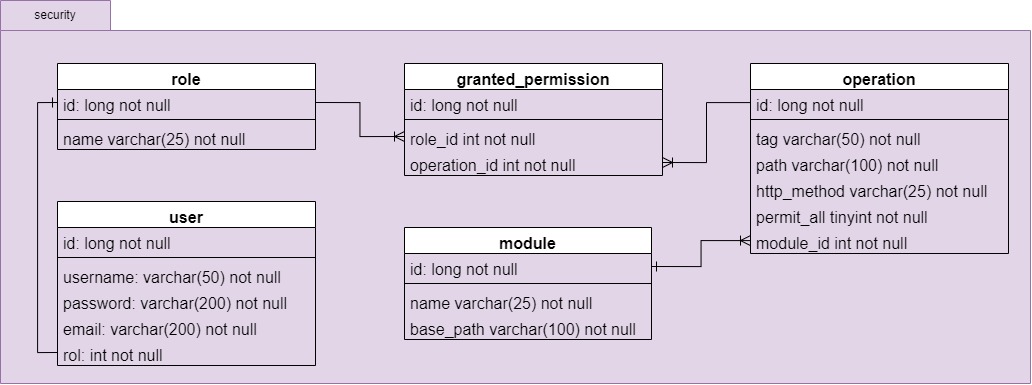 security
role
id: long not null
name varchar(25) not null
granted_permission
id: long not null
role_id int not null
operation_id int not null
operation
id: long not null
tag varchar(50) not null
path varchar(100) not null
http_method varchar(25) not null
permit_all tinyint not null
module_id int not null
user
id: long not null
username: varchar(50) not null
password: varchar(200) not null
email: varchar(200) not null
rol: int not null
module
id: long not null
name varchar(25) not null
base_path varchar(100) not null